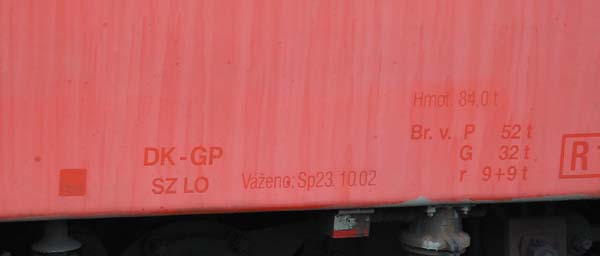 DK-GP
SZ LO
Váženo: Sp23.10.02
Hmot. 84,0 t
Br. v. P 52 t
G 32 t
r 9+9 t
R